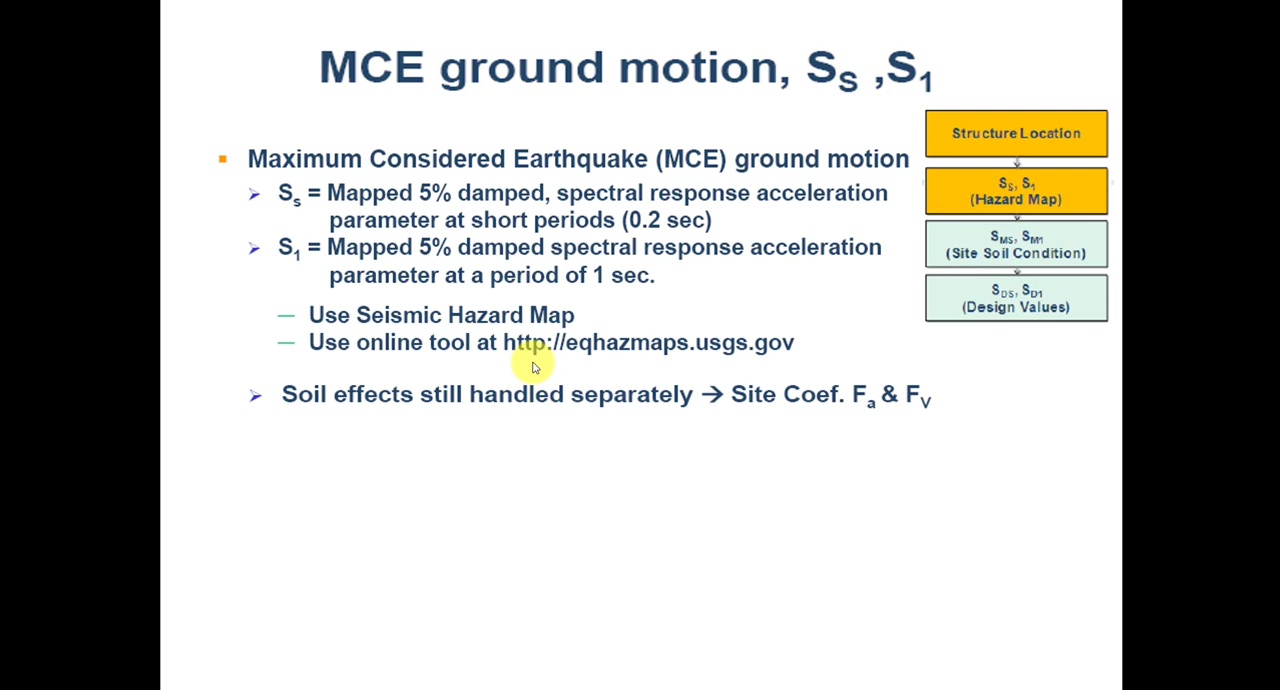 MCE ground motion, SS ,S1
Structure Location
Maximum Considered Earthquake (MCE) ground motion
SS, S1
(Hazard Map)
Ss = Mapped 5% damped, spectral response acceleration
parameter at short periods (0.2 sec)
SMS, SM1
(Site Soil Condition)
S1 = Mapped 5% damped spectral response acceleration
parameter at a period of 1 sec.
SDS, SD1
(Design Values)
— Use Seismic Hazard Map
— Use online tool at http://eqhazmaps.usgs.gov
Soil effects still handled separately → Site Coef. Fa & FV